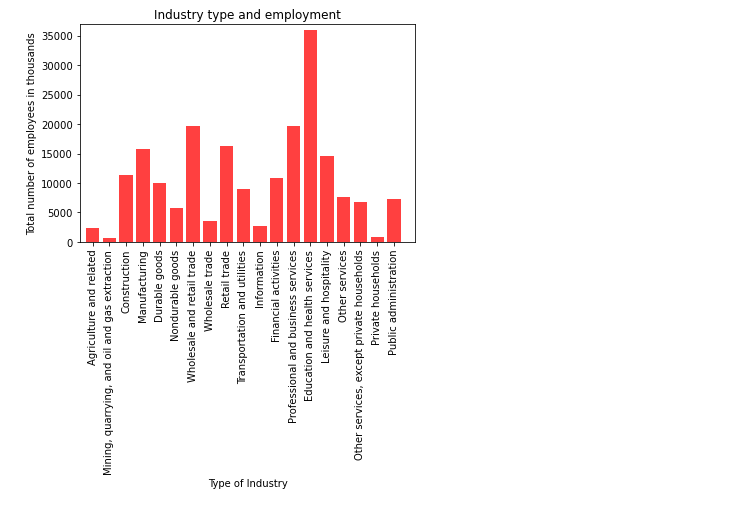 Industry type and employment
Total number of employees in thousands
35000
30000
25000
20000
15000
10000
5000
0
Agriculture and related
Mining, quarrying, and oil and gas extraction
Construction
Manufacturing
Durable goods
Nondurable goods
Wholesale and retail trade
Wholesale trade
Retail trade
Transportation and utilities
Information
Financial activities
Professional and business services
Education and health services
Leisure and hospitality
Other services
Other services, except private households
Private households
Public administration
Type of Industry